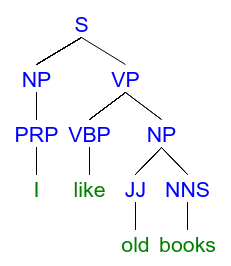 S
NP VP
PRP VBP NP
I like JJ NNS
old books